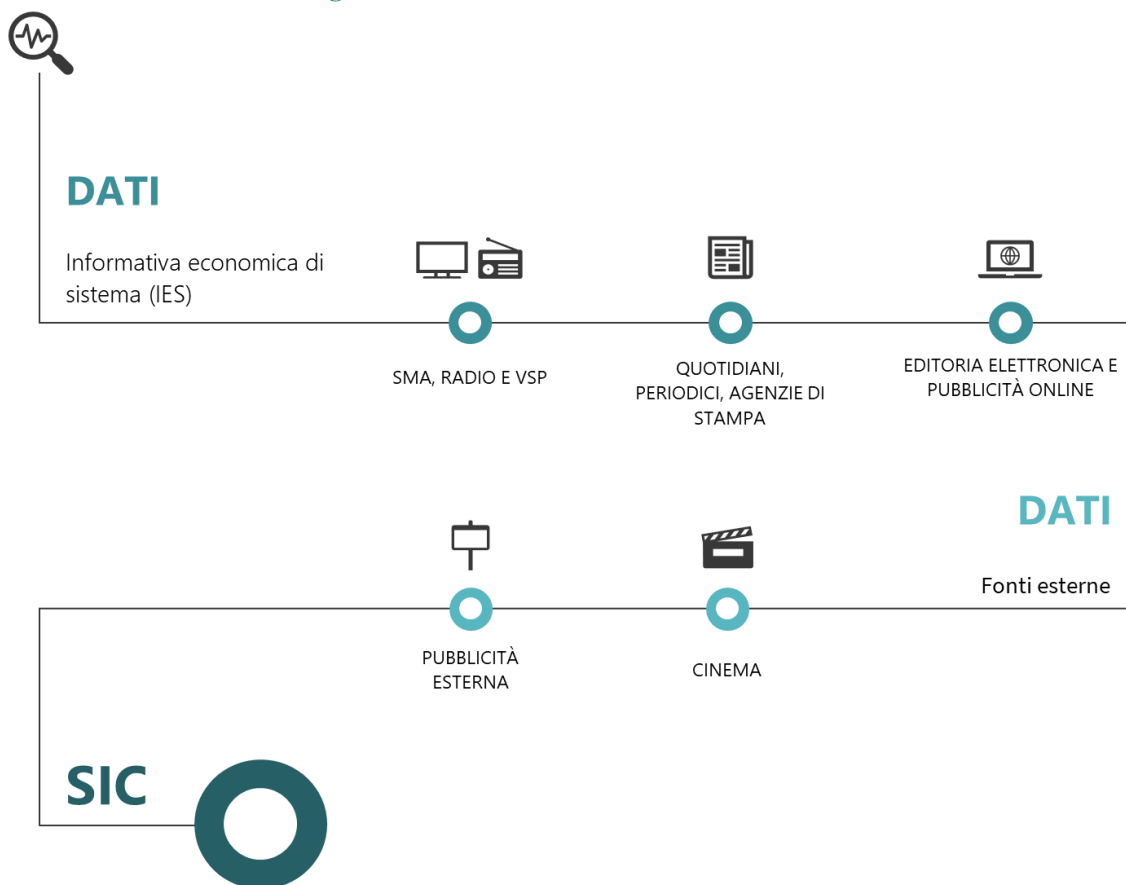 DATI
Informativa economica di
sistema (IES)
SMA, RADIO E VSP
QUOTIDIANI,
PERIODICI, AGENZIE DI
STAMPA
EDITORIA ELETTRONICA E
PUBBLICITÀ ONLINE
DATI
Fonti esterne
PUBBLICITÀ
ESTERNA
CINEMA
SIC